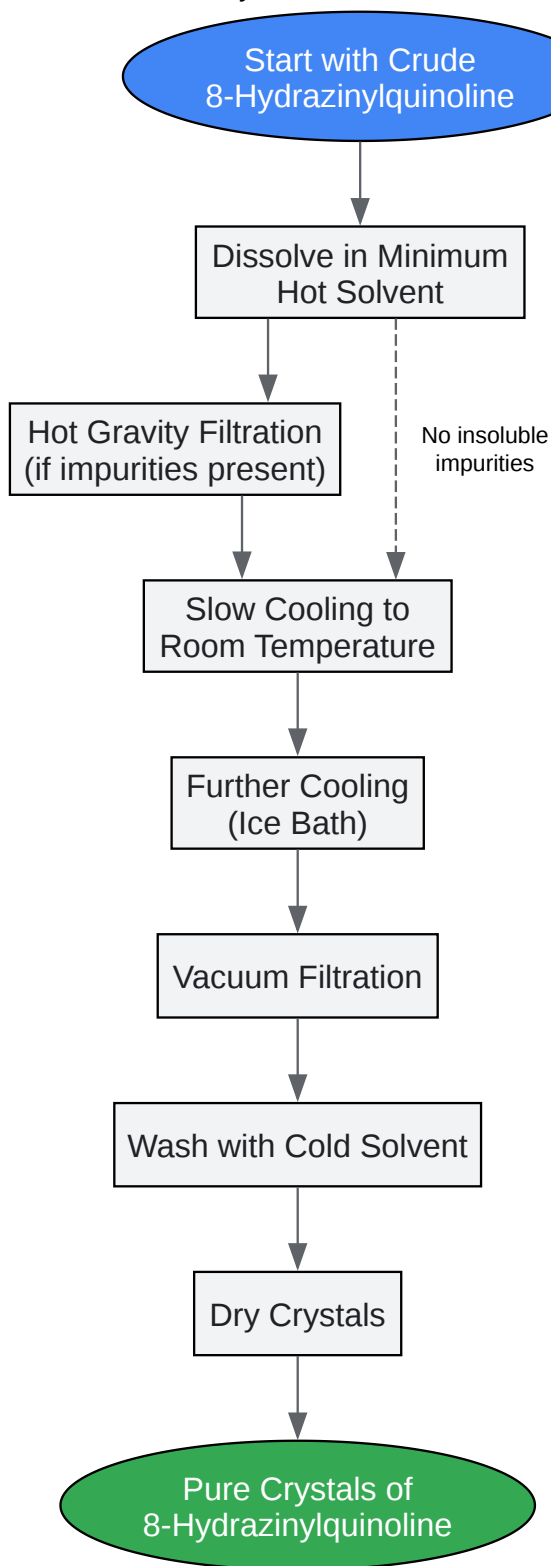 Start with Crude
8-Hydrazinylquinoline
Dissolve in Minimum
Hot Solvent
Hot Gravity Filtration
(if impurities present)
No insoluble
impurities
Slow Cooling to
Room Temperature
Further Cooling
(Ice Bath)
Vacuum Filtration
Wash with Cold Solvent
Dry Crystals
Pure Crystals of
8-Hydrazinylquinoline